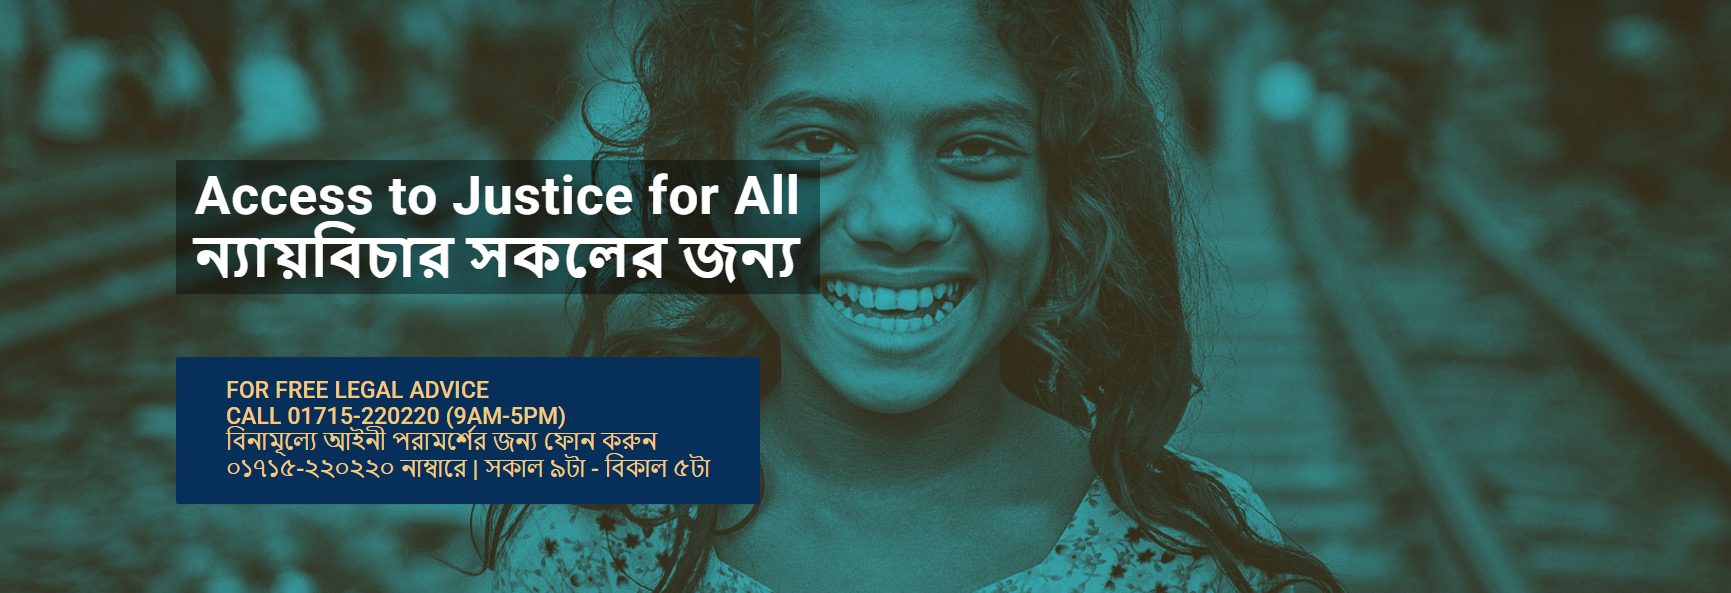 Access to Justice for All
ন্যায়বিচার সকলের জন্য
FOR FREE LEGAL ADVICE
CALL 01715-220220 (9AM-5PM)
বিনামূল্যে আইনী পরামর্শের জন্য ফোন করুন
০১৭১৫-২২০২২০ নাম্বারে | সকাল ৯টা - বিকাল ৫টা